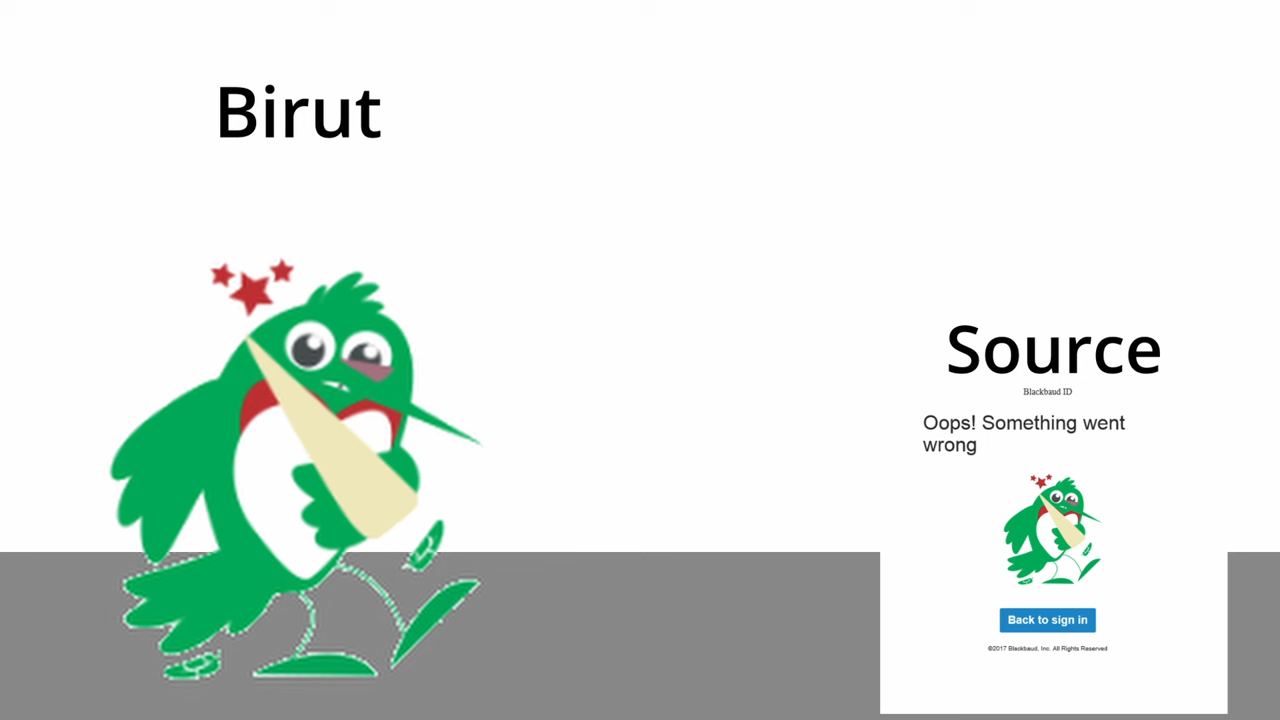 Birut
Source
Blackbaud ID
Oops! Something went
wrong
Back to sign in
©2017 Blackbaud, Inc. All Rights Reserved